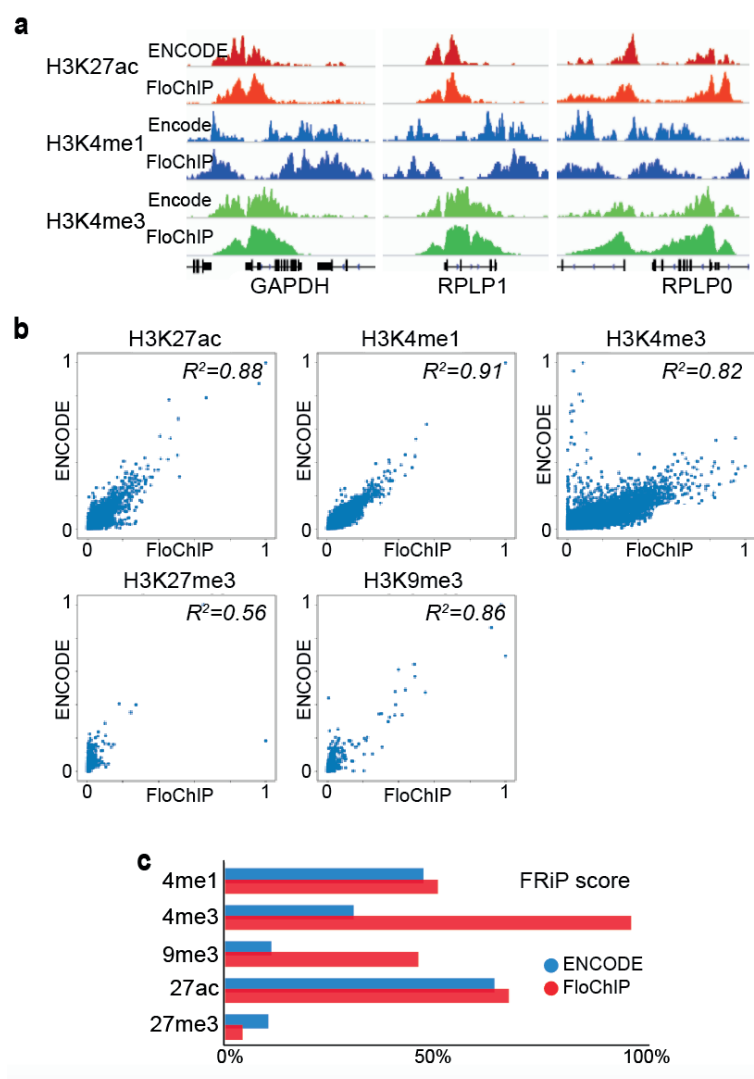 a
H3K27ac
ENCODE
FloChIP
H3K4me1
Encode
FloChIP
H3K4me3
Encode
FloChIP
GAPDH RPLP1 RPLP0
b
H3K27ac H3K4me1 H3K4me3
1 R²=0.88 1 R²=0.91 1 R²=0.82
ENCODE ENCODE ENCODE
0 0 0
0 FloChIP 1 0 FloChIP 1 0 FloChIP 1
H3K27me3 H3K9me3
1 R²=0.56 1 R²=0.86
ENCODE ENCODE
0 0
0 FloChIP 1 0 FloChIP 1
c
4me1 FRiP score
4me3
9me3
ENCODE
27ac
FloChIP
27me3
0% 50% 100%